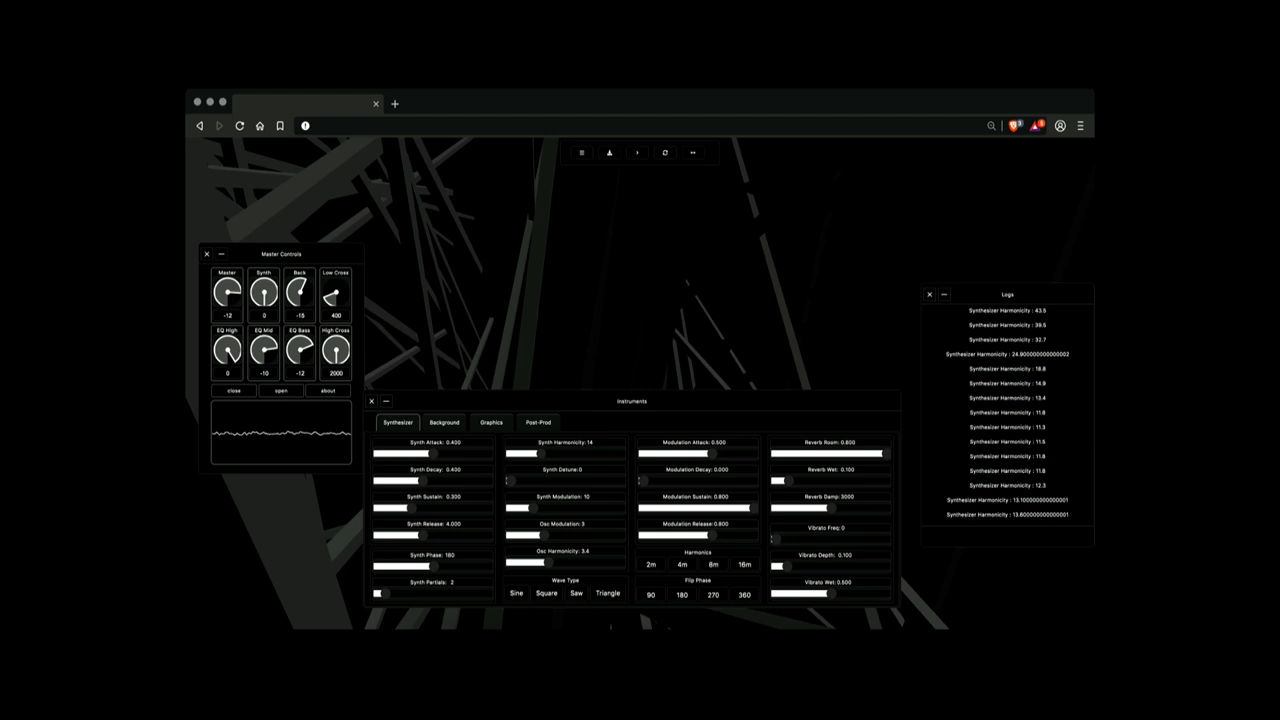 Master Controls
Master Synth Back Low Cross
-12 0 -15 400
EQ High EQ Mid EQ Bass High Cross
0 -10 -12 2000
close open about
Instruments
Synthesizer Background Graphics Post-Prod
Synth Attack: 0.400
Synth Decay: 0.400
Synth Sustain: 0.300
Synth Release: 4.000
Synth Phase: 180
Synth Partials: 2
Synth Harmonicity: 14
Synth Detune: 0
Synth Modulation: 10
Osc Modulation: 3
Osc Harmonicity: 3.4
Wave Type
Sine Square Saw Triangle
Modulation Attack: 0.500
Modulation Decay: 0.000
Modulation Sustain: 0.800
Modulation Release: 0.800
Harmonics
2m 4m 8m 16m
Flip Phase
90 180 270 360
Reverb Room: 0.800
Reverb Wet: 0.100
Reverb Damp: 3000
Vibrato Freq: 0
Vibrato Depth: 0.100
Vibrato Wet: 0.500
Logs
Synthesizer Harmonicity : 43.5
Synthesizer Harmonicity : 39.5
Synthesizer Harmonicity : 32.7
Synthesizer Harmonicity : 24.900000000000002
Synthesizer Harmonicity : 18.8
Synthesizer Harmonicity : 14.9
Synthesizer Harmonicity : 13.4
Synthesizer Harmonicity : 11.8
Synthesizer Harmonicity : 11.3
Synthesizer Harmonicity : 11.5
Synthesizer Harmonicity : 11.6
Synthesizer Harmonicity : 11.8
Synthesizer Harmonicity : 12.3
Synthesizer Harmonicity : 13.100000000000001
Synthesizer Harmonicity : 13.600000000000001